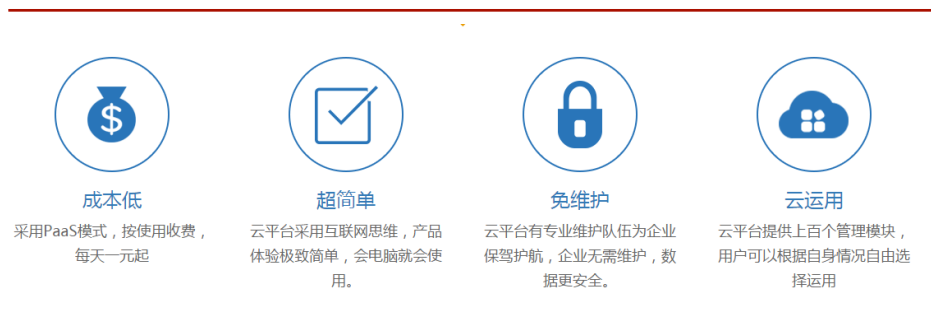 成本低
采用PaaS模式，按使用收费，
每天一元起
超简单
云平台采用互联网思维，产品
体验极致简单，会电脑就会使
用。
免维护
云平台有专业维护队伍为企业
保驾护航，企业无需维护，数
据更安全。
云运用
云平台提供上百个管理模块，
用户可以根据自身情况自由选
择运用